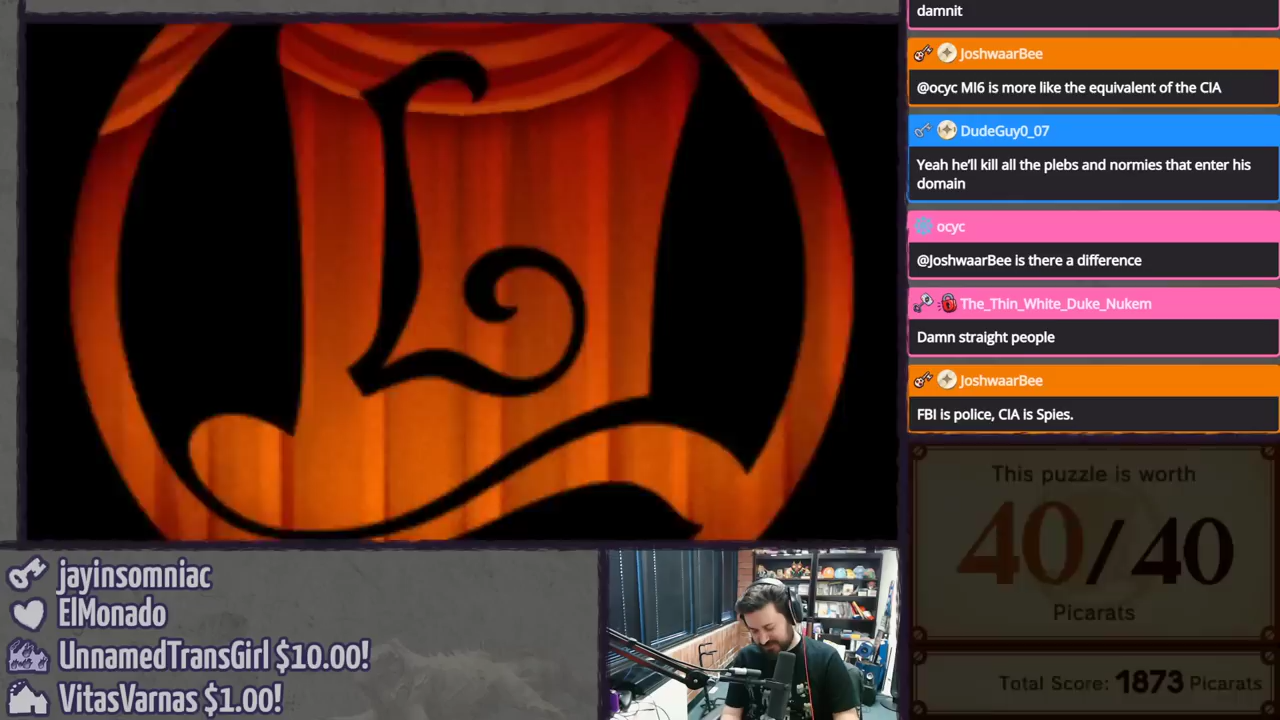 L
damnit
JoshwaarBee
@ocyc MI6 is more like the equivalent of the CIA
DudeGuy0_07
Yeah he'll kill all the plebs and normies that enter his
domain
ocyc
@JoshwaarBee is there a difference
The_Thin_White_Duke_Nukem
Damn straight people
JoshwaarBee
FBI is police, CIA is Spies.
This puzzle is worth
40/40
Picarats
Total Score: 1873 Picarats
jayinsomniac
ElMonado
UnnamedTransGirl $10.00!
VitasVarnas $1.00!